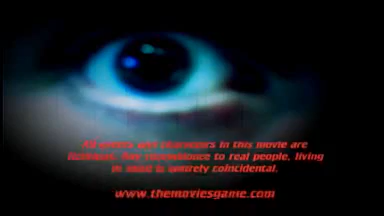 All events and characters in this movie are
fictional. Any resemblance to real people, living
or dead is entirely coincidental.
www.themoviesgame.com